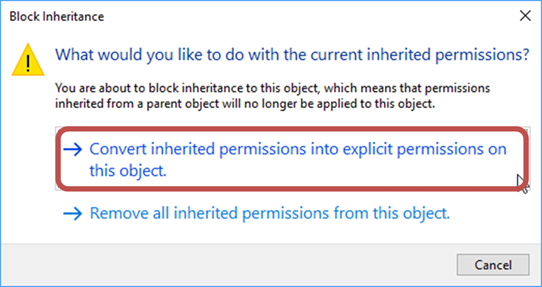 Block Inheritance
What would you like to do with the current inherited permissions?
You are about to block inheritance to this object, which means that permissions
inherited from a parent object will no longer be applied to this object.
Convert inherited permissions into explicit permissions on
this object.
Remove all inherited permissions from this object.
Cancel